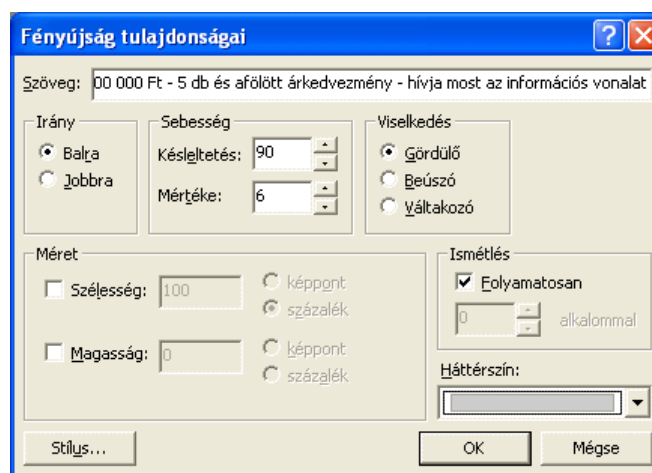 Fényújság tulajdonságai
Szöveg: 00 000 Ft - 5 db és afölött árkedvezmény - hívja most az információs vonalat
Irány
Balra
Jobbra
Sebesség
Késleltetés: 90
Mértéke: 6
Viselkedés
Gördülő
Beúszó
Váltakozó
Méret
Szélesség: 100
képpont
százalék
Magasság: 0
képpont
százalék
Ismétlés
Folyamatosan
0 alkalommal
Háttérszín:
Stílus...
OK
Mégse